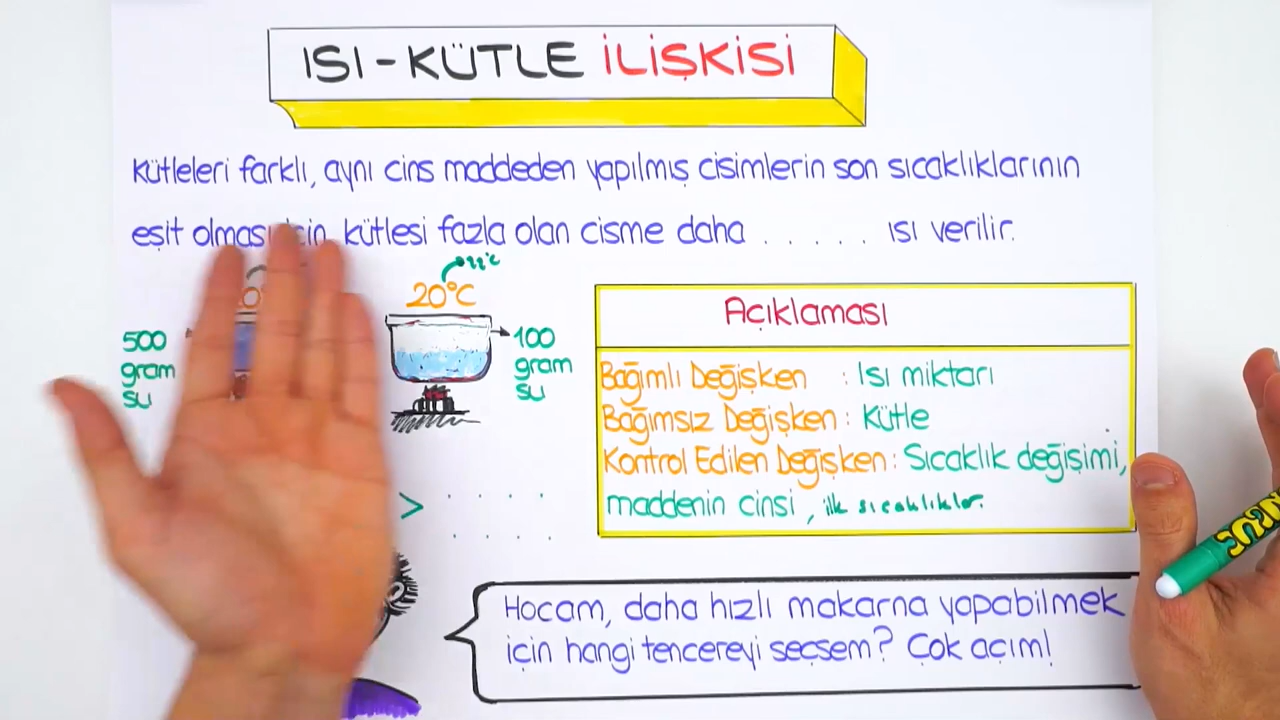 ISI-KÜTLE İLİŞKİSİ
Kütleleri farklı, aynı cins maddeden yapılmış cisimlerin son sıcaklıklarının
eşit olması için, kütlesi fazla olan cisme daha ..... ısı verilir.
20°C
500
gram
su
100
gram
su
>
Açıklaması
Bağımlı Değişken : Isı miktarı
Bağımsız Değişken: Kütle
Kontrol Edilen Değişken: Sıcaklık değişimi,
maddenin cinsi, ilk sıcaklıklar.
Hocam, daha hızlı makarna yapabilmek
için hangi tencereyi seçsem? Çok açım!